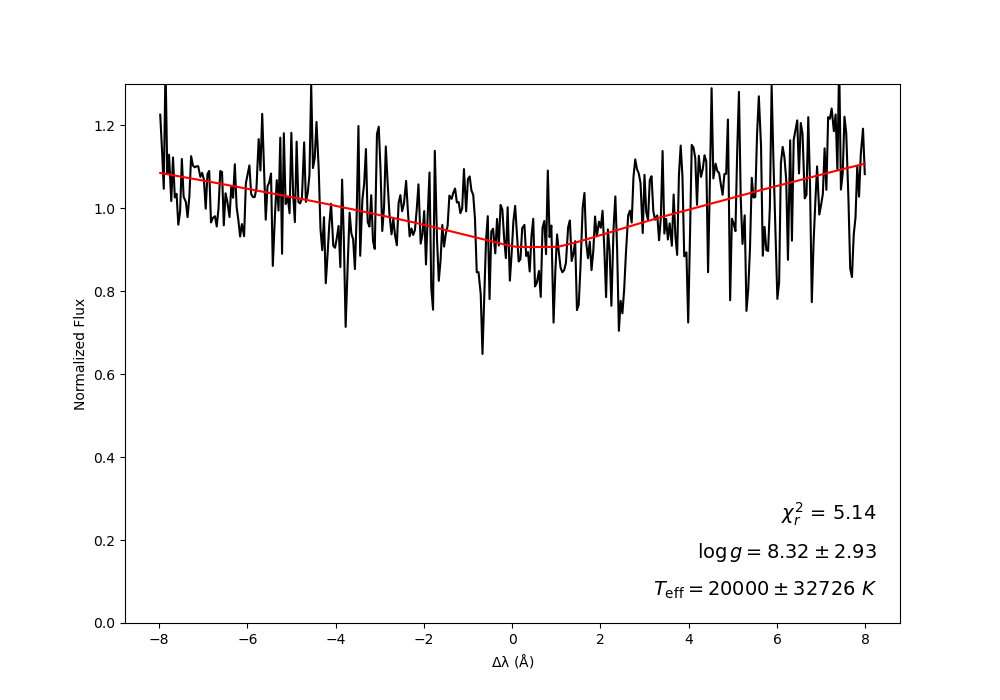 1.2
1.0
0.8
0.6
0.4
0.2
0.0
Normalized Flux
χ²ᵣ = 5.14
log g = 8.32 ± 2.93
T_eff = 20000 ± 32726 K
−8 −6 −4 −2 0 2 4 6 8
Δλ (Å)